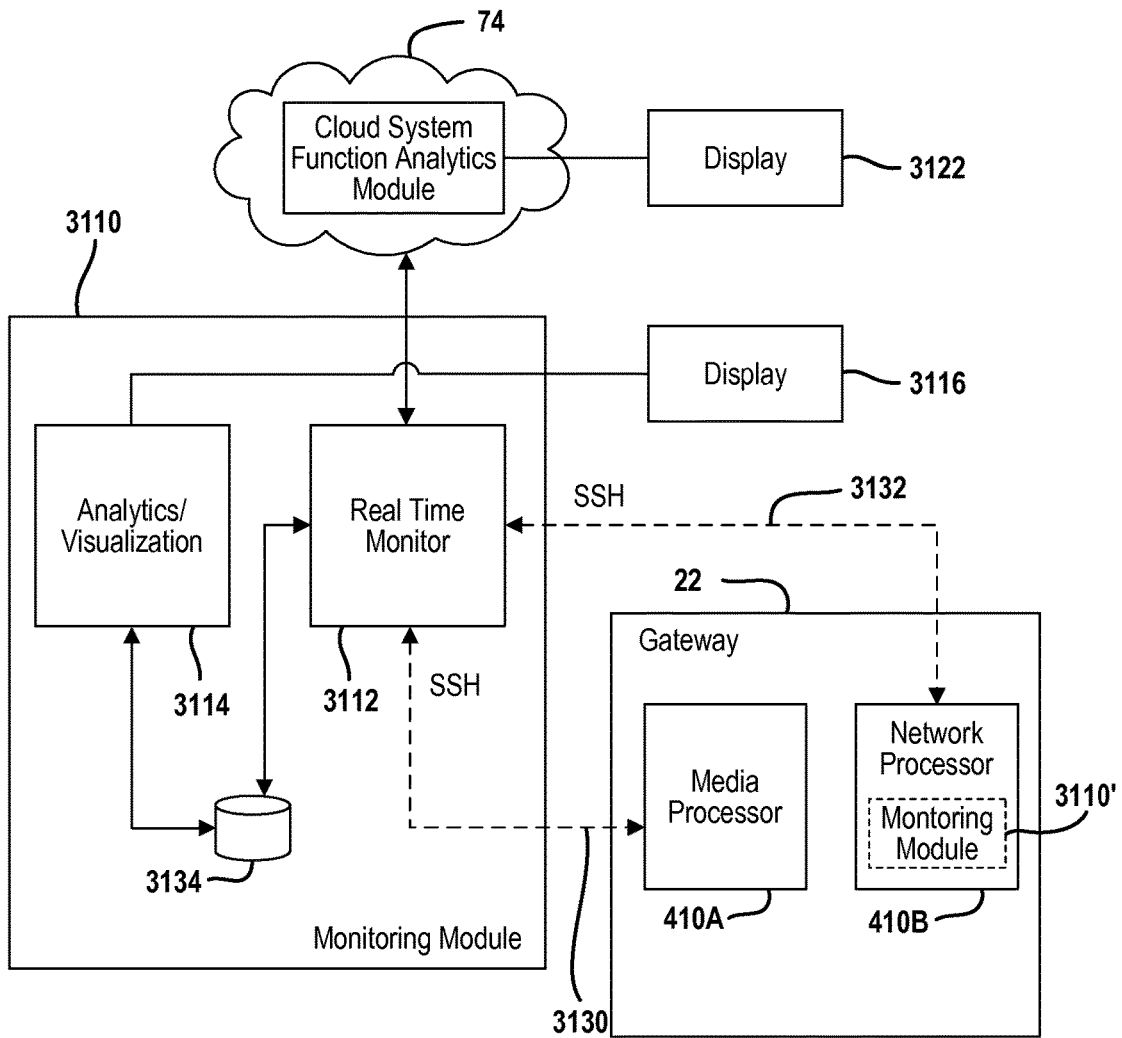 74
Cloud System
Function Analytics
Module
Display
3122
3110
Display
3116
Analytics/
Visualization
Real Time
Monitor
SSH
3132
22
Gateway
3114
3112
SSH
Network
Processor
Media
Processor
3110'
Montoring
Module
3134
410A
410B
Monitoring Module
3130